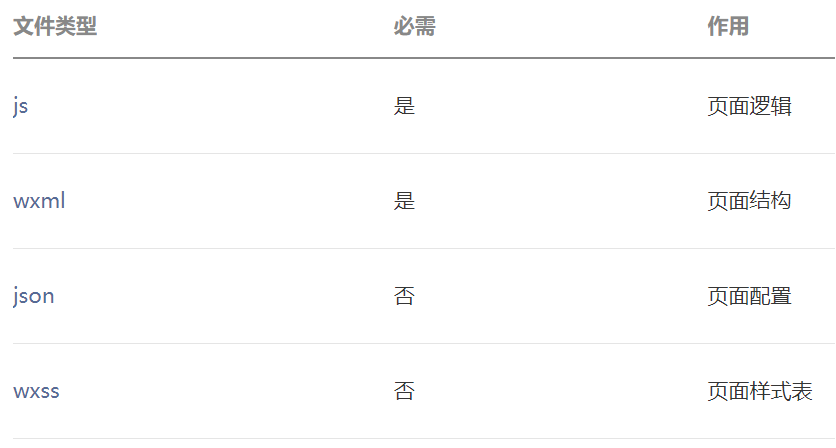 文件类型 必需 作用
js 是 页面逻辑
wxml 是 页面结构
json 否 页面配置
wxss 否 页面样式表